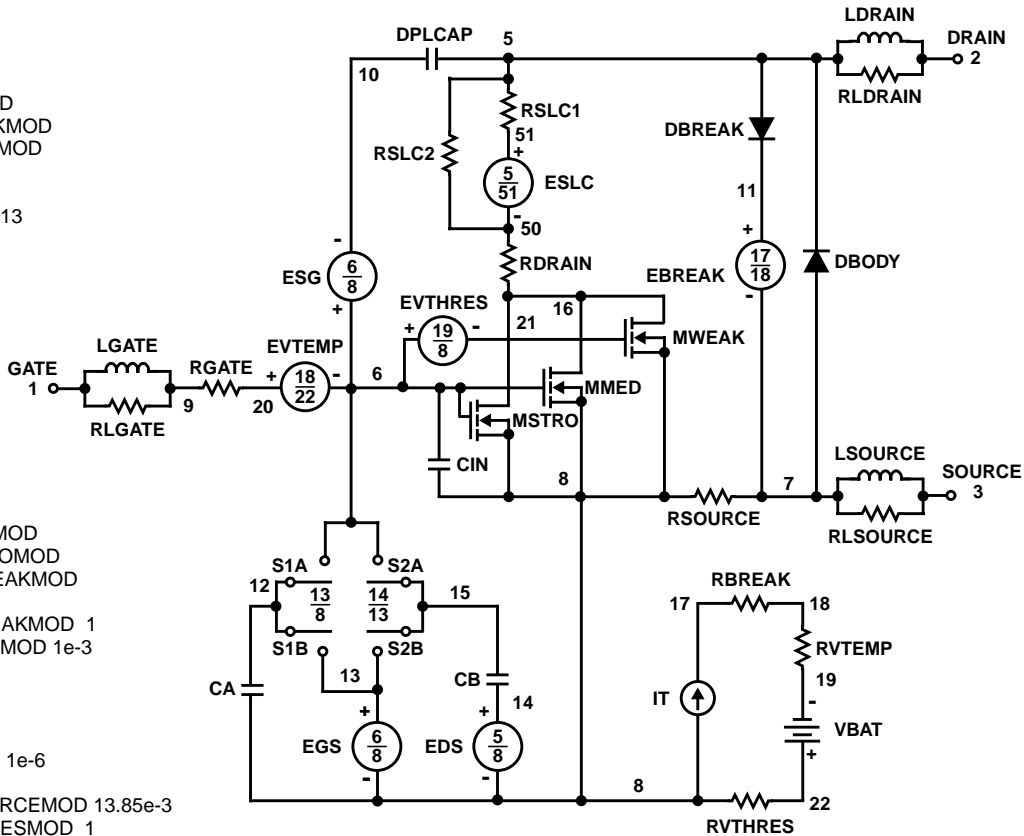 LDRAIN
DPLCAP
5
DRAIN
2
10
RLDRAIN
RSLC1
51
+
DBREAK
RSLC2
5
51
ESLC
11
-
50
-
+
RDRAIN
17
18
DBODY
6
8
EBREAK
ESG
EVTHRES
16
-
+
+
19
8
-
21
MWEAK
LGATE
EVTEMP
GATE
1
RGATE
+
18
22
-
6
MMED
9
20
RLGATE
MSTRO
LSOURCE
CIN
8
7
SOURCE
3
RSOURCE
RLSOURCE
S1A
S2A
12
13
8
14
13
15
RBREAK
17
18
S1B
S2B
RVTEMP
13
CB
19
CA
14
IT
-
+
+
VBAT
EGS
6
8
EDS
5
8
+
-
-
8
22
RVTHRES
D
KMOD
MOD
13
MOD
OMOD
EAKMOD
AKMOD 1
MOD 1e-3
1e-6
RCEMOD 13.85e-3
ESMOD 1